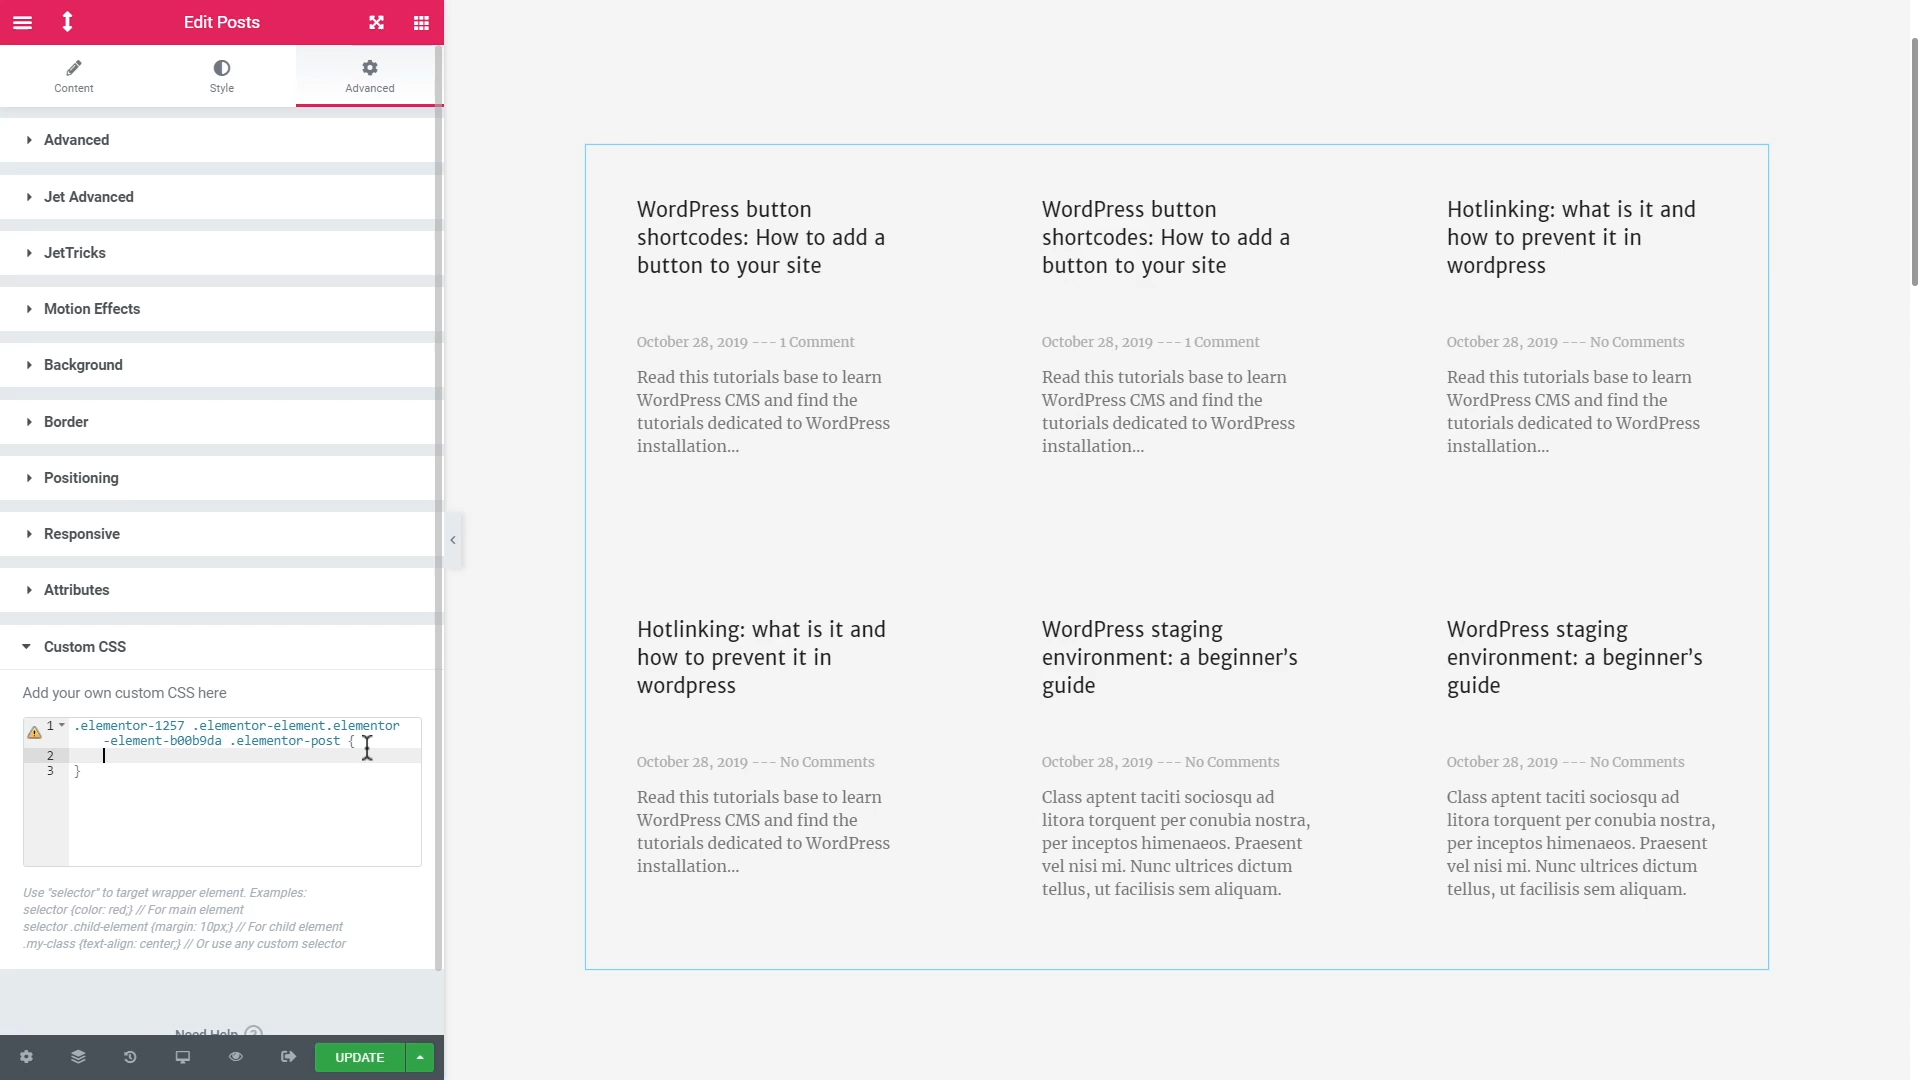 Edit Posts
Content
Style
Advanced
Advanced
Jet Advanced
JetTricks
Motion Effects
Background
Border
Positioning
Responsive
Attributes
Custom CSS
Add your own custom CSS here
1 .elementor-1257 .elementor-element.elementor
-element-b00b9da .elementor-post {
2
3 }
Use "selector" to target wrapper element. Examples:
selector {color: red;} // For main element
selector .child-element {margin: 10px;} // For child element
.my-class {text-align: center;} // Or use any custom selector
Need Help ?
UPDATE
WordPress button
shortcodes: How to add a
button to your site
October 28, 2019 --- 1 Comment
Read this tutorials base to learn
WordPress CMS and find the
tutorials dedicated to WordPress
installation...
WordPress button
shortcodes: How to add a
button to your site
October 28, 2019 --- 1 Comment
Read this tutorials base to learn
WordPress CMS and find the
tutorials dedicated to WordPress
installation...
Hotlinking: what is it and
how to prevent it in
wordpress
October 28, 2019 --- No Comments
Read this tutorials base to learn
WordPress CMS and find the
tutorials dedicated to WordPress
installation...
Hotlinking: what is it and
how to prevent it in
wordpress
October 28, 2019 --- No Comments
Read this tutorials base to learn
WordPress CMS and find the
tutorials dedicated to WordPress
installation...
WordPress staging
environment: a beginner’s
guide
October 28, 2019 --- No Comments
Class aptent taciti sociosqu ad
litora torquent per conubia nostra,
per inceptos himenaeos. Praesent
vel nisi mi. Nunc ultrices dictum
tellus, ut facilisis sem aliquam.
WordPress staging
environment: a beginner’s
guide
October 28, 2019 --- No Comments
Class aptent taciti sociosqu ad
litora torquent per conubia nostra,
per inceptos himenaeos. Praesent
vel nisi mi. Nunc ultrices dictum
tellus, ut facilisis sem aliquam.